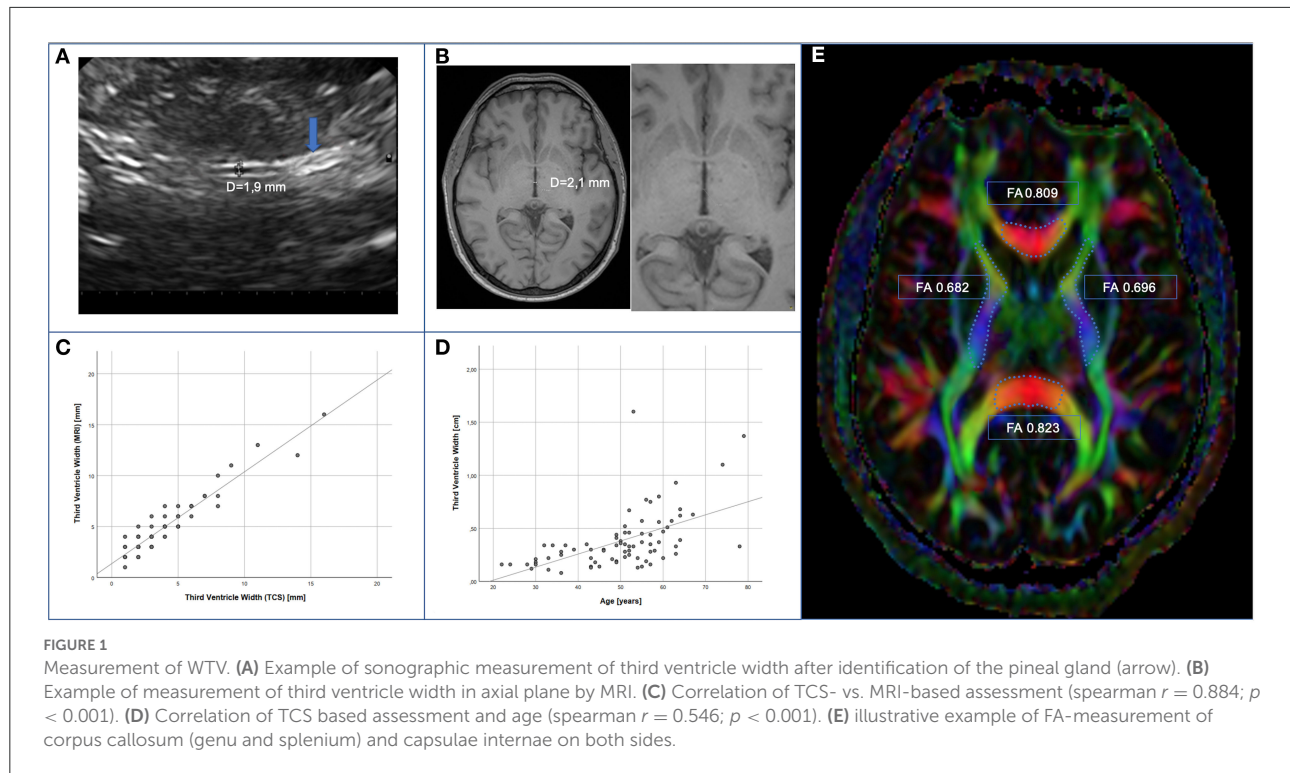 A
D=1,9 mm
B
D=2,1 mm
E
FA 0.809
FA 0.682
FA 0.696
FA 0.823
C
Third Ventricle Width (MRI) [mm]
20
15
10
5
0
0
5
10
15
20
Third Ventricle Width (TCS) [mm]
D
Third Ventricle Width [cm]
2,00
1,50
1,00
,50
,00
20
30
40
50
60
70
80
Age [years]
FIGURE 1
Measurement of WTV. (A) Example of sonographic measurement of third ventricle width after identification of the pineal gland (arrow). (B)
Example of measurement of third ventricle width in axial plane by MRI. (C) Correlation of TCS- vs. MRI-based assessment (spearman r = 0.884; p
< 0.001). (D) Correlation of TCS based assessment and age (spearman r = 0.546; p < 0.001). (E) illustrative example of FA-measurement of
corpus callosum (genu and splenium) and capsulae internae on both sides.